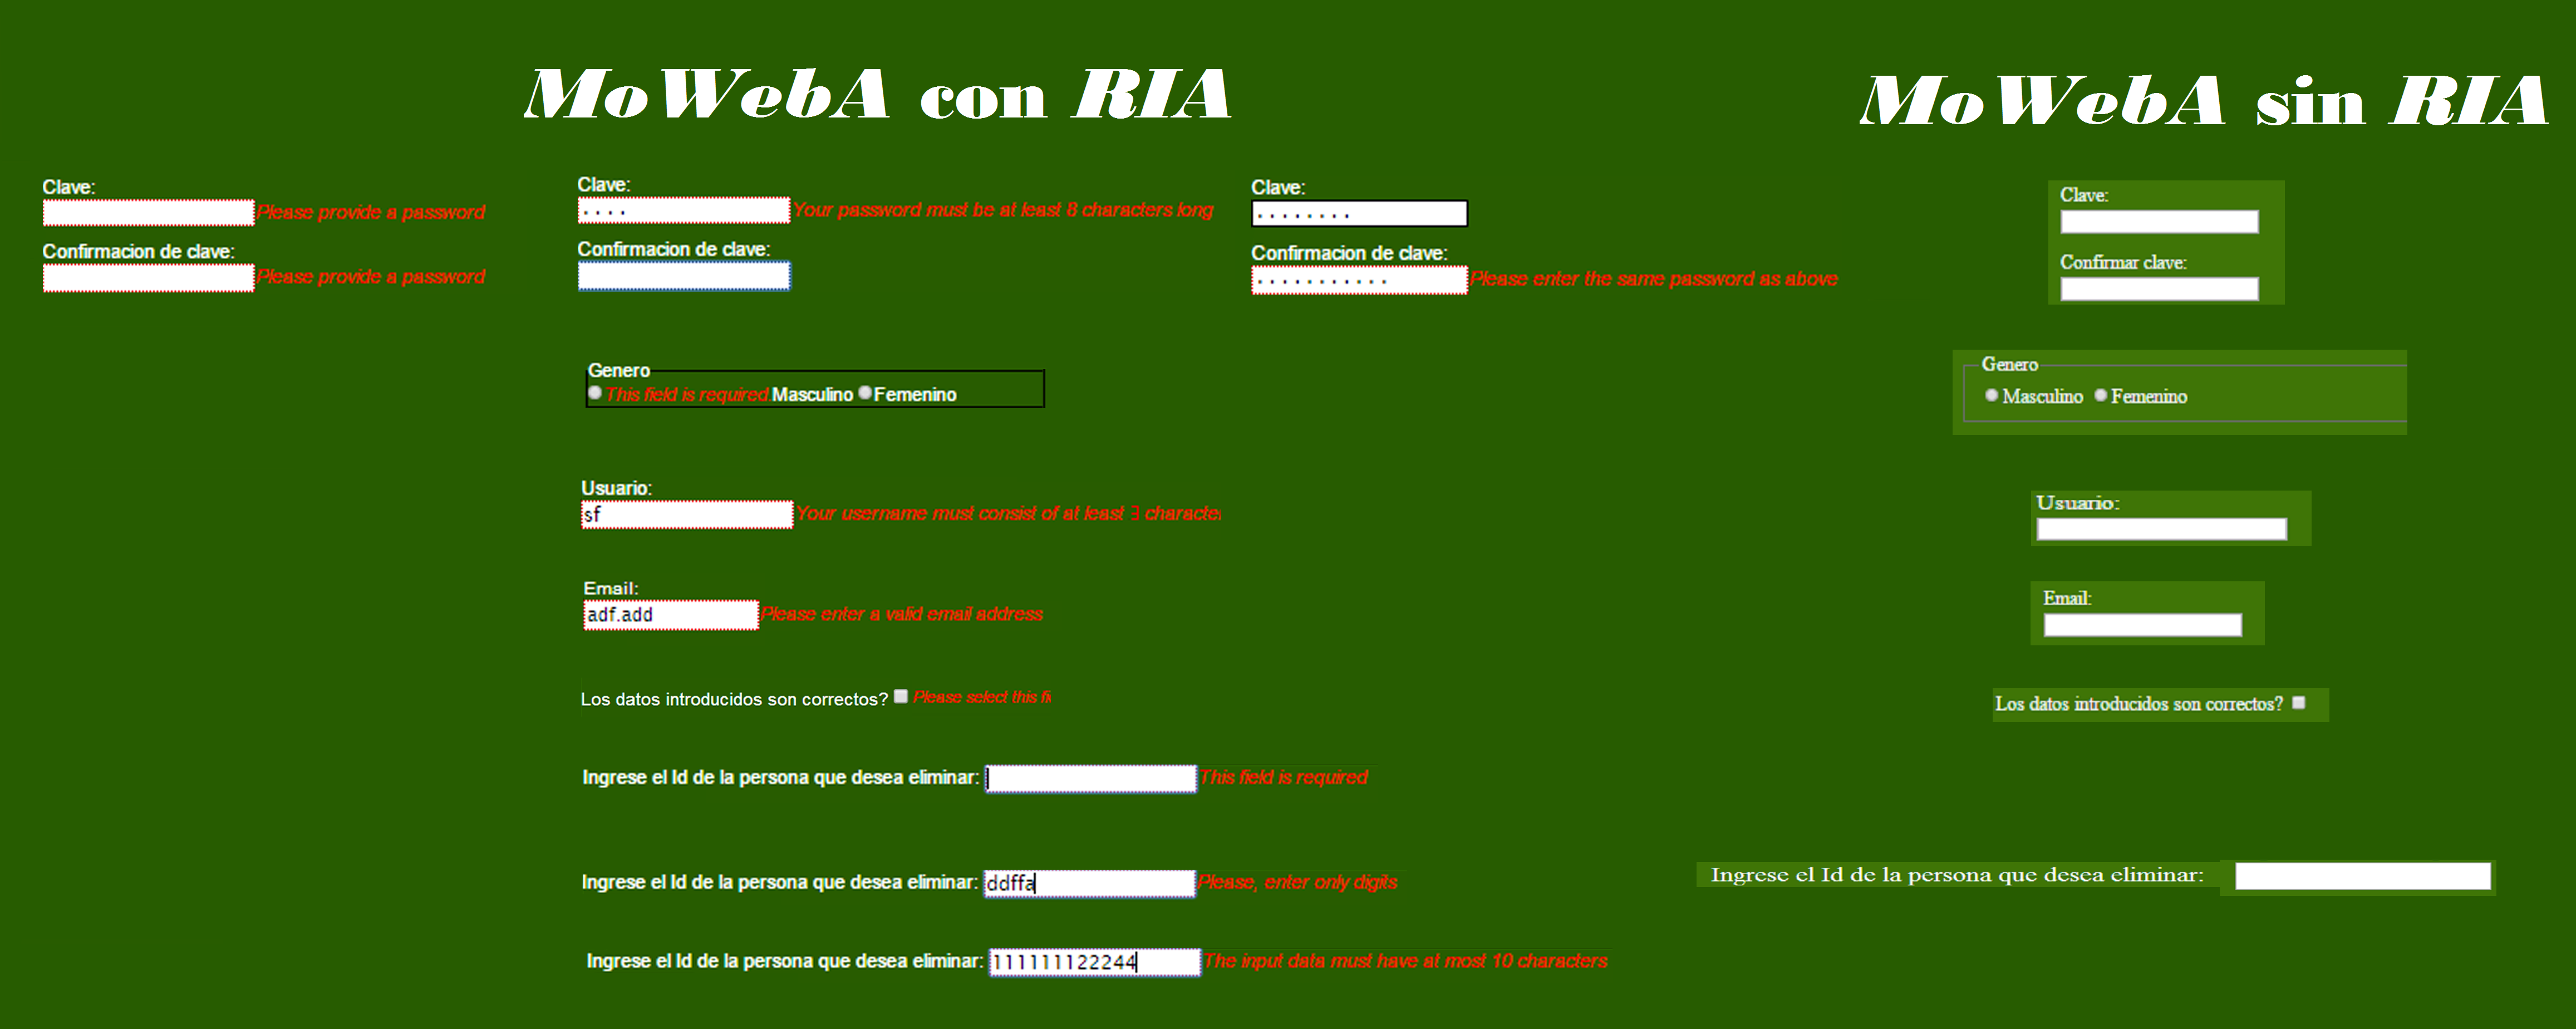 MoWebA con RIA
MoWebA sin RIA
Clave:
Please provide a password
Confirmacion de clave:
Please provide a password
Clave:
....
Your password must be at least 8 characters long
Confirmacion de clave:
Clave:
........
Confirmacion de clave:
...........
Please enter the same password as above
Clave:
Confirmar clave:
Genero
This field is required Masculino Femenino
Genero
Masculino Femenino
Usuario:
sf
Your username must consist of at least 3 character
Usuario:
Email:
adf.add
Please enter a valid email address
Email:
Los datos introducidos son correctos? Please select this fi
Los datos introducidos son correctos?
Ingrese el Id de la persona que desea eliminar: This field is required
Ingrese el Id de la persona que desea eliminar: ddffa Please, enter only digits
Ingrese el Id de la persona que desea eliminar:
Ingrese el Id de la persona que desea eliminar: 111111122244 The input data must have at most 10 characters